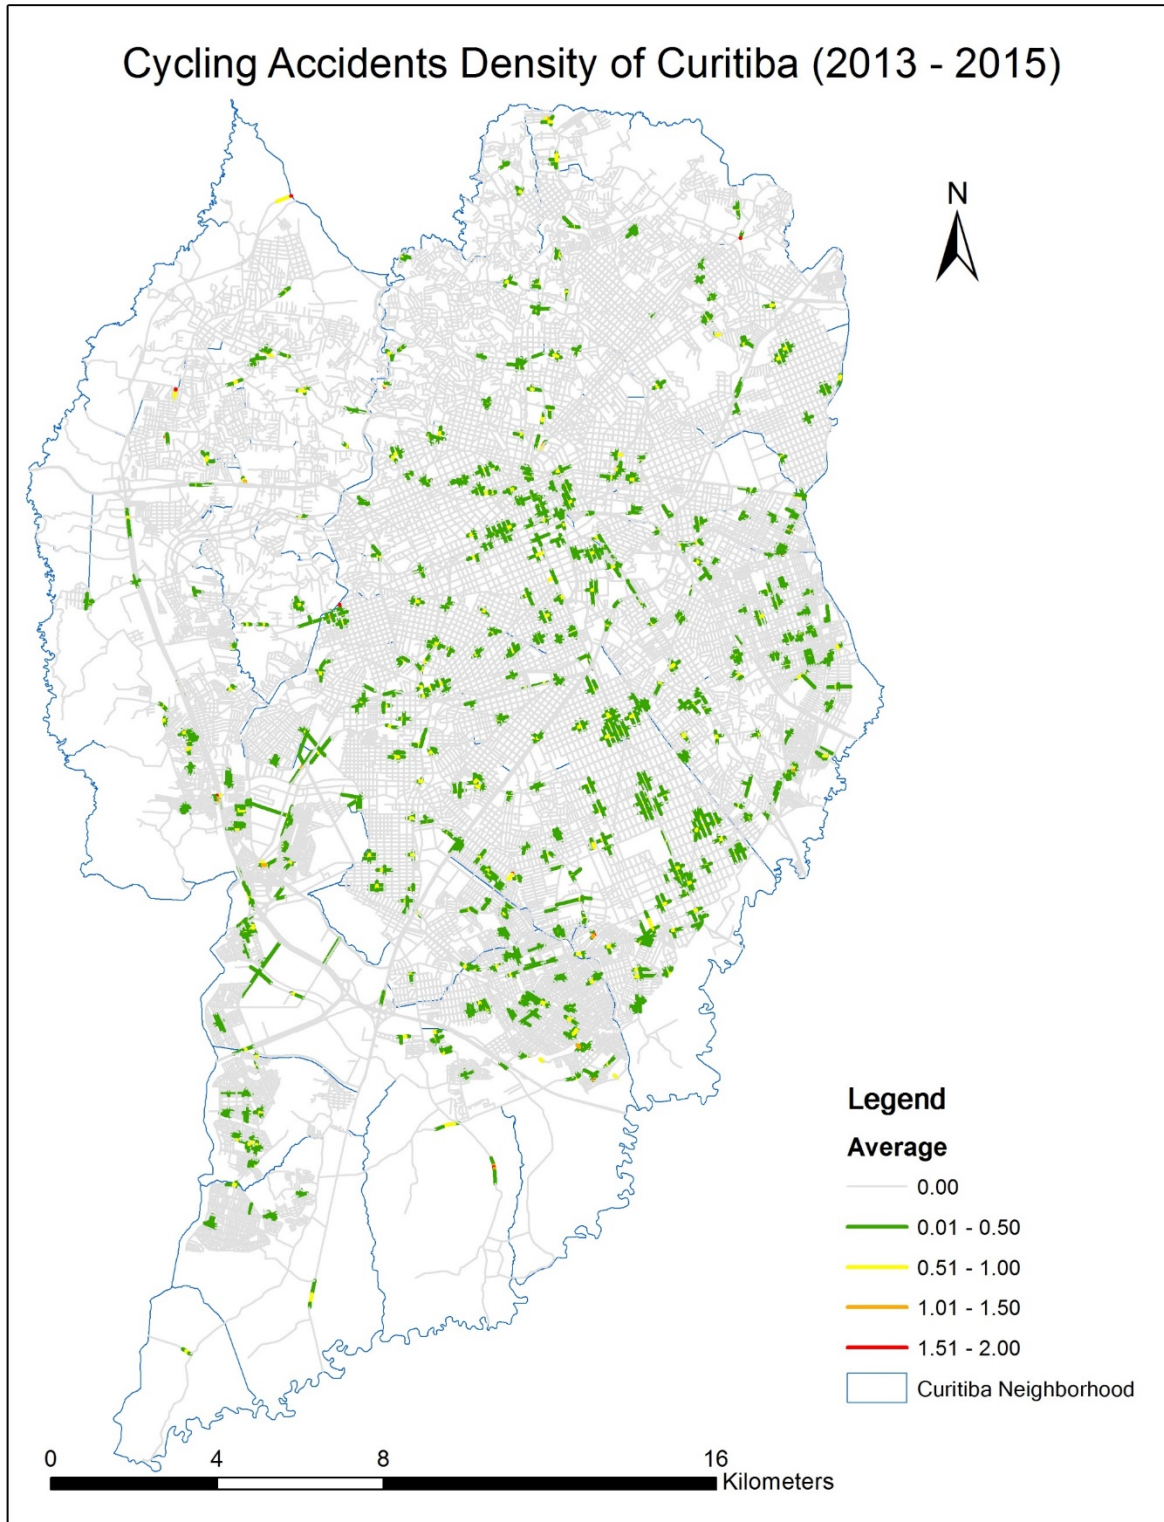 Cycling Accidents Density of Curitiba (2013 - 2015)
N
Legend
Average
0.00
0.01 - 0.50
0.51 - 1.00
1.01 - 1.50
1.51 - 2.00
Curitiba Neighborhood
0 4 8 16
Kilometers